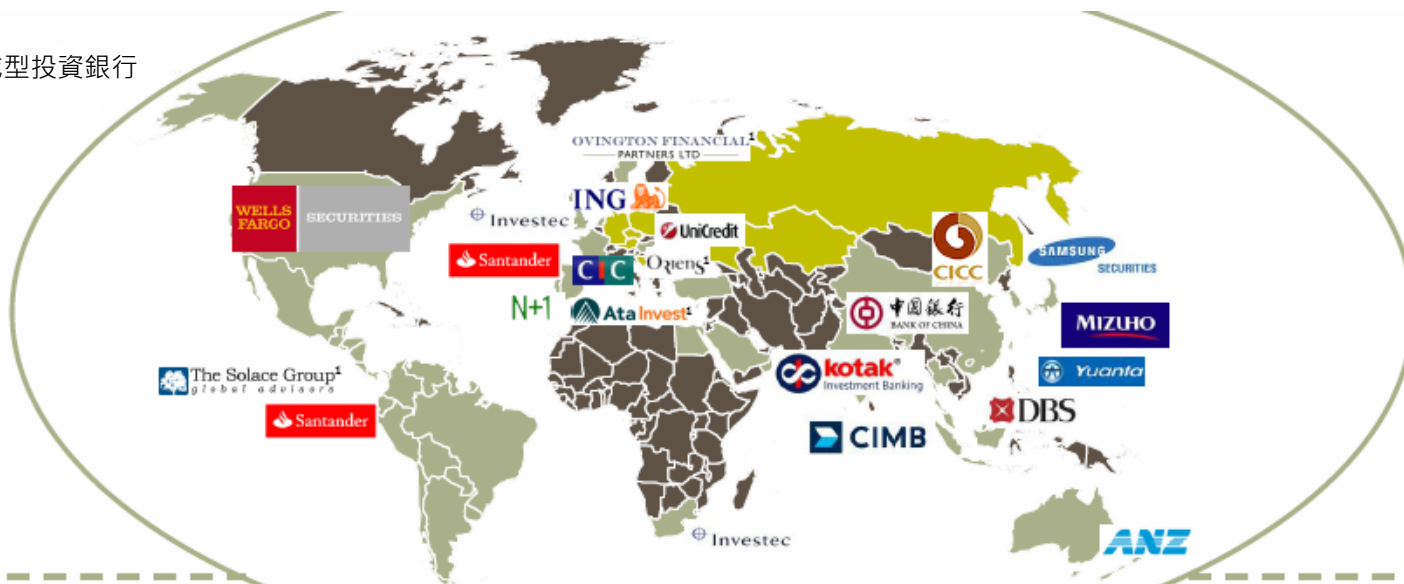 型投資銀行
OVINGTON FINANCIAL¹
PARTNERS LTD
ING
WELLS
FARGO
SECURITIES
Investec
UniCredit
CICC
SAMSUNG
SECURITIES
Santander
CIC
Oriens¹
N+1
Ata Invest¹
中国银行
BANK OF CHINA
MIZUHO
kotak®
Investment Banking
Yuanta
The Solace Group¹
global advisors
Santander
DBS
CIMB
Investec
ANZ